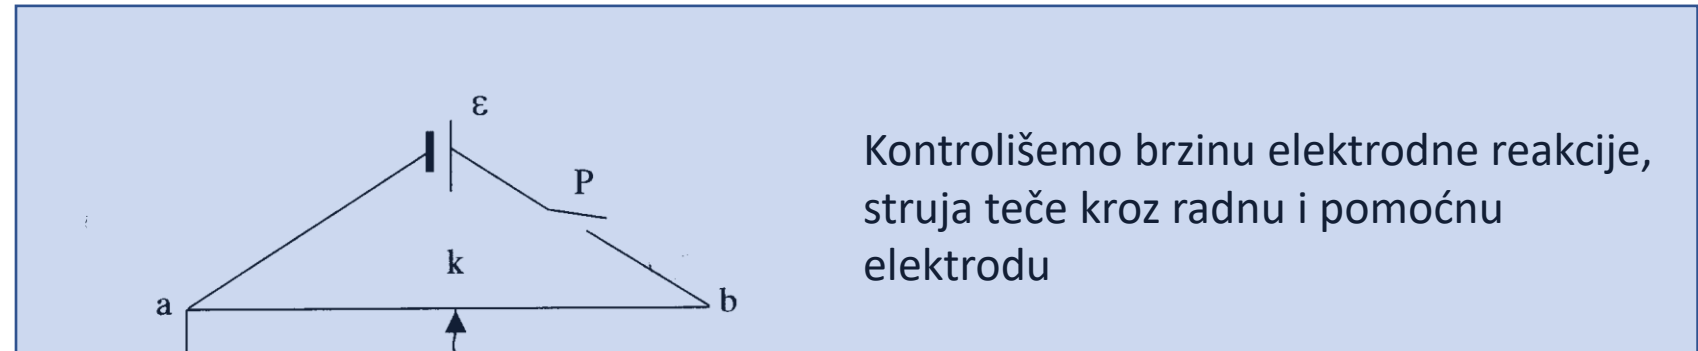 ε
P
k
a
b
Kontrolišemo brzinu elektrodne reakcije,
struja teče kroz radnu i pomoćnu
elektrodu